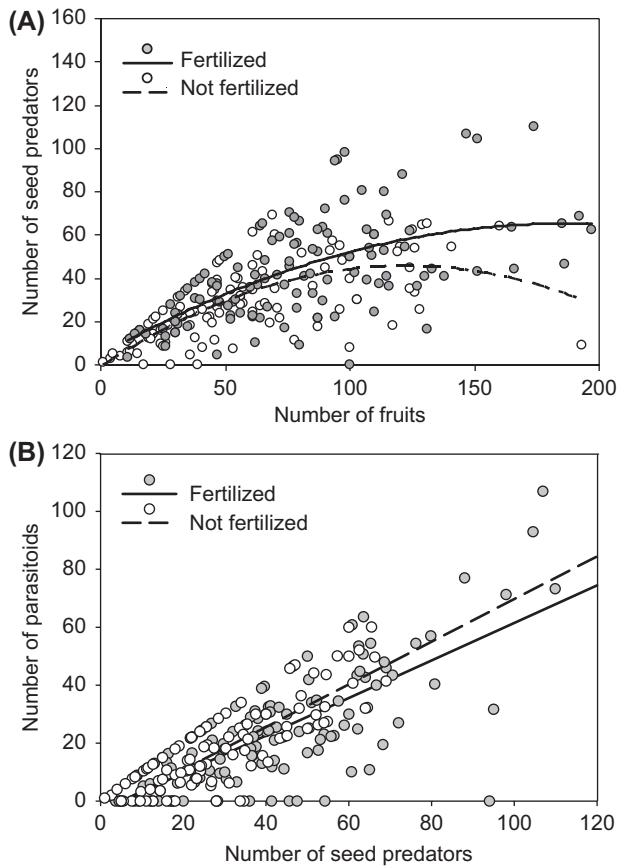 (A)
160
140
120
100
80
60
40
20
0
Number of seed predators
Fertilized
Not fertilized
0 50 100 150 200
Number of fruits
(B)
120
100
80
60
40
20
0
Number of parasitoids
Fertilized
Not fertilized
0 20 40 60 80 100 120
Number of seed predators